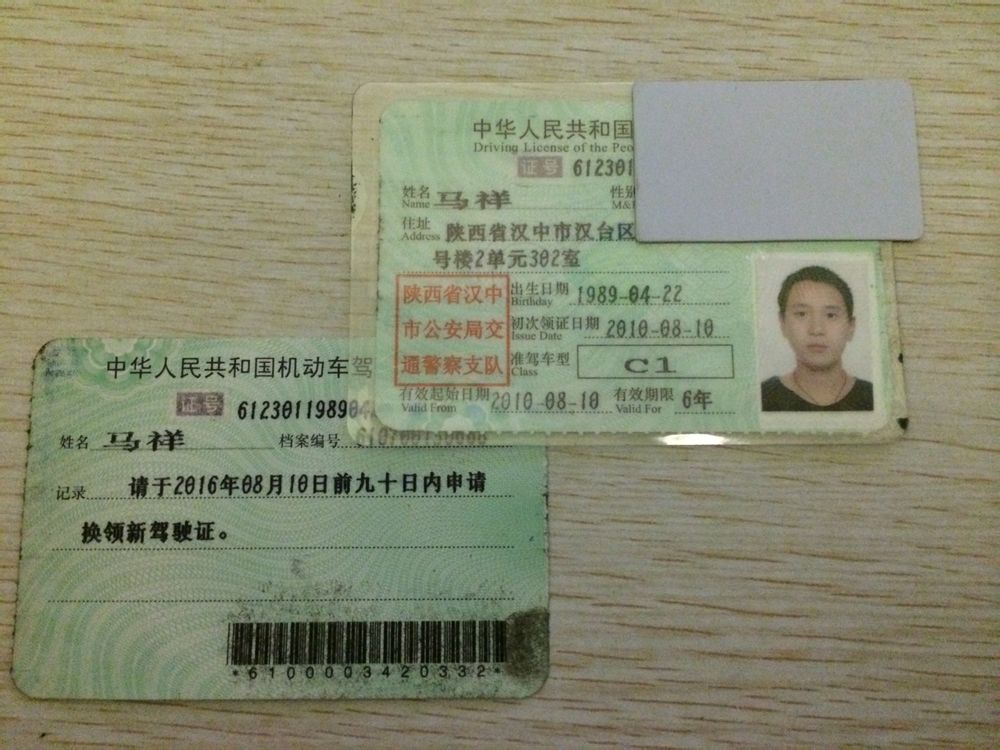 中华人民共和国
Driving License of the Peo
证号 612301
姓名 马祥 性别
Name M&F
住址 陕西省汉中市汉台区
Address
号楼2单元302室
陕西省汉中
市公安局交
通警察支队
出生日期 1989-04-22
Birthday
初次领证日期 2010-08-10
Issue Date
准驾车型 C1
Class
有效起始日期 2010-08-10 有效期限 6年
Valid From Valid For
中华人民共和国机动车驾
证号 612301198904
姓名 马祥 档案编号
记录 请于2016年08月10日前九十日内申请
换领新驾驶证。
*6100003420332*